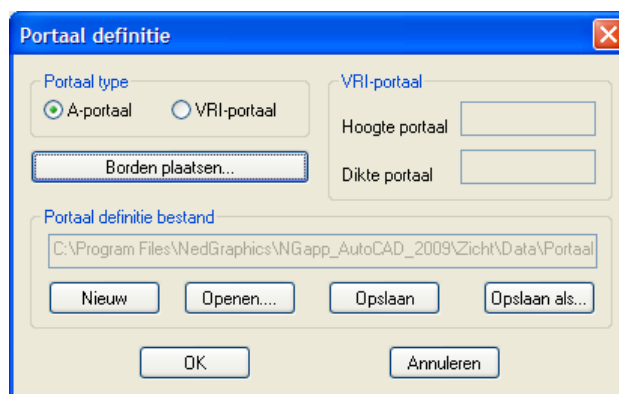 Portaal definitie
Portaal type
A-portaal VRI-portaal
Borden plaatsen...
VRI-portaal
Hoogte portaal
Dikte portaal
Portaal definitie bestand
C:\Program Files\NedGraphics\NGapp_AutoCAD_2009\Zicht\Data\Portaal
Nieuw Openen.... Opslaan Opslaan als...
OK Annuleren